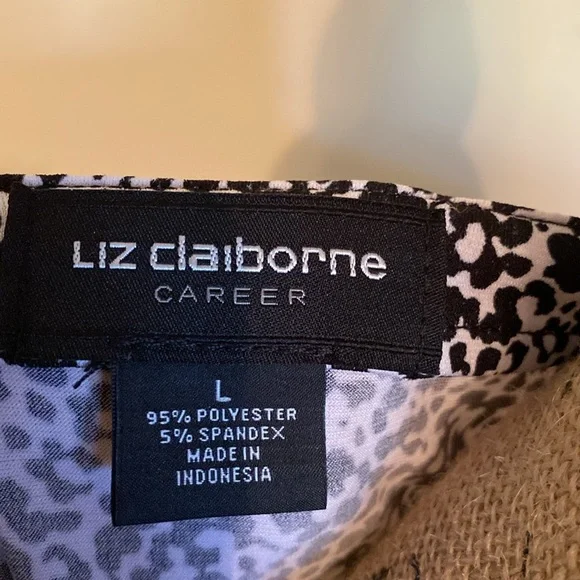 LIZ claiborne
CAREER
L
95% POLYESTER
5% SPANDEX
MADE IN
INDONESIA